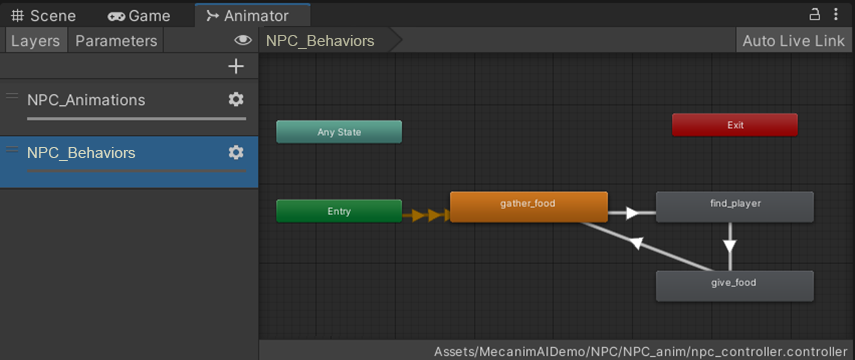 Scene Game Animator
Layers Parameters NPC_Behaviors Auto Live Link
NPC_Animations
NPC_Behaviors
Any State
Exit
Entry
gather_food
find_player
give_food
Assets/MecanimAIDemo/NPC/NPC_anim/npc_controller.controller